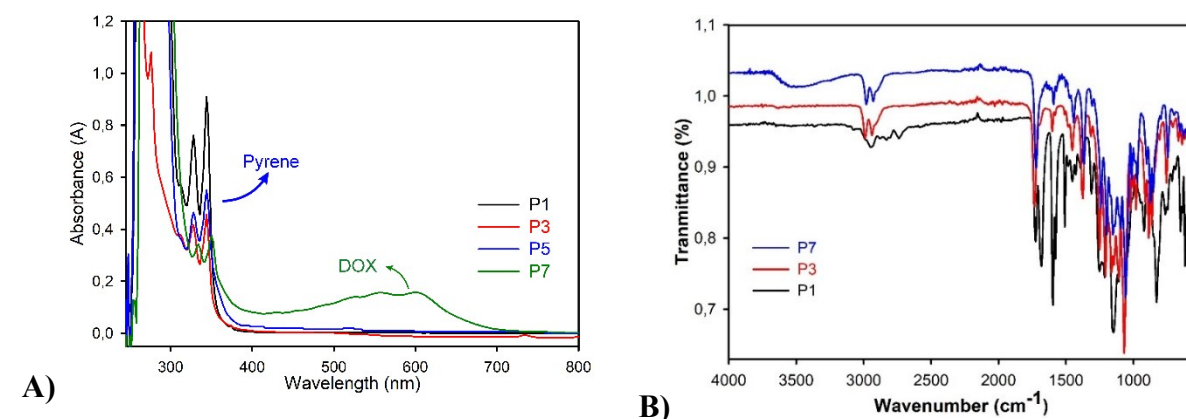 1,2
1,0
0,8
0,6
0,4
0,2
0,0
Absorbance (A)
Pyrene
DOX
P1
P3
P5
P7
300 400 500 600 700 800
Wavelength (nm)
A)
1,1
1,0
0,9
0,8
0,7
Tranmittance (%)
P7
P3
P1
4000 3500 3000 2500 2000 1500 1000
Wavenumber (cm-1)
B)